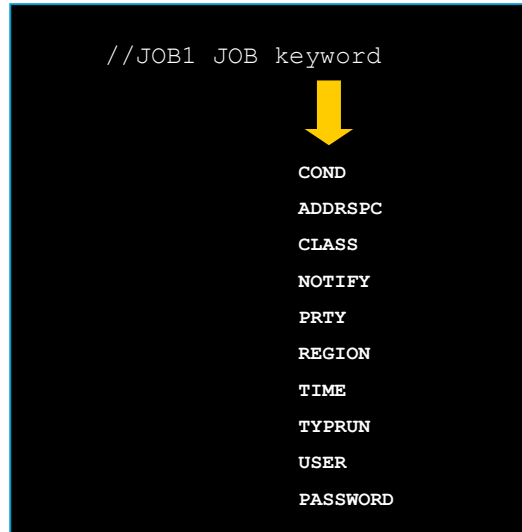 //JOB1 JOB keyword
COND
ADDRSPC
CLASS
NOTIFY
PRTY
REGION
TIME
TYPRUN
USER
PASSWORD